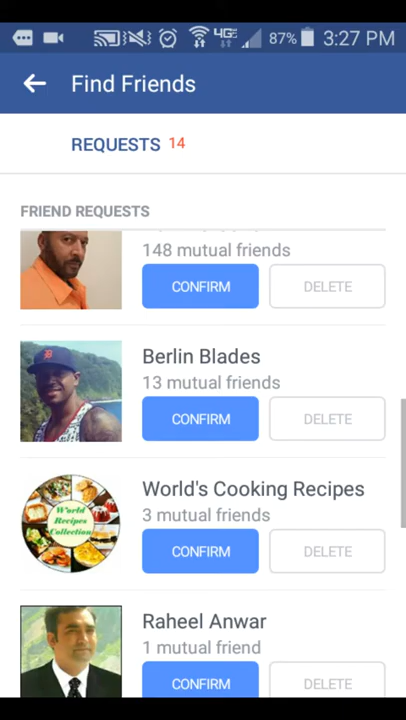 4G
87% 3:27 PM
Find Friends
REQUESTS 14
FRIEND REQUESTS
148 mutual friends
CONFIRM DELETE
Berlin Blades
13 mutual friends
CONFIRM DELETE
World's Cooking Recipes
World
Recipes
Collection
3 mutual friends
CONFIRM DELETE
Raheel Anwar
1 mutual friend
CONFIRM DELETE